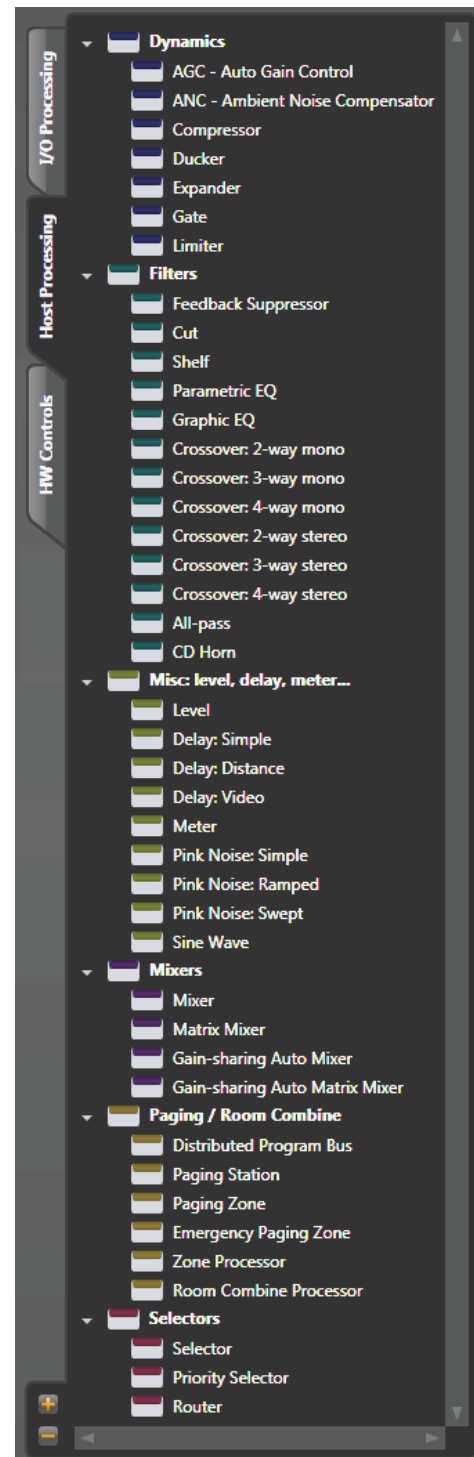 I/O Processing
Host Processing
HW Controls
Dynamics
AGC - Auto Gain Control
ANC - Ambient Noise Compensator
Compressor
Ducker
Expander
Gate
Limiter
Filters
Feedback Suppressor
Cut
Shelf
Parametric EQ
Graphic EQ
Crossover: 2-way mono
Crossover: 3-way mono
Crossover: 4-way mono
Crossover: 2-way stereo
Crossover: 3-way stereo
Crossover: 4-way stereo
All-pass
CD Horn
Misc: level, delay, meter...
Level
Delay: Simple
Delay: Distance
Delay: Video
Meter
Pink Noise: Simple
Pink Noise: Ramped
Pink Noise: Swept
Sine Wave
Mixers
Mixer
Matrix Mixer
Gain-sharing Auto Mixer
Gain-sharing Auto Matrix Mixer
Paging / Room Combine
Distributed Program Bus
Paging Station
Paging Zone
Emergency Paging Zone
Zone Processor
Room Combine Processor
Selectors
Selector
Priority Selector
Router